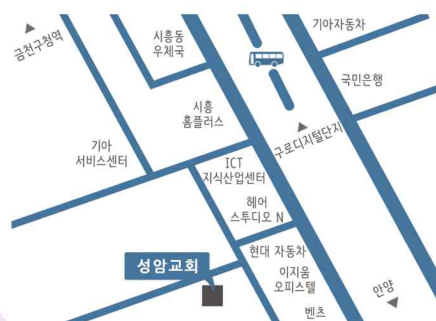 금천구청역
시흥동
우체국
기아자동차
국민은행
시흥
홈플러스
구로디지털단지
기아
서비스센터
ICT
지식산업센터
헤어
스투디오 N
현대 자동차
성암교회
이지움
오피스텔
안양
벤츠